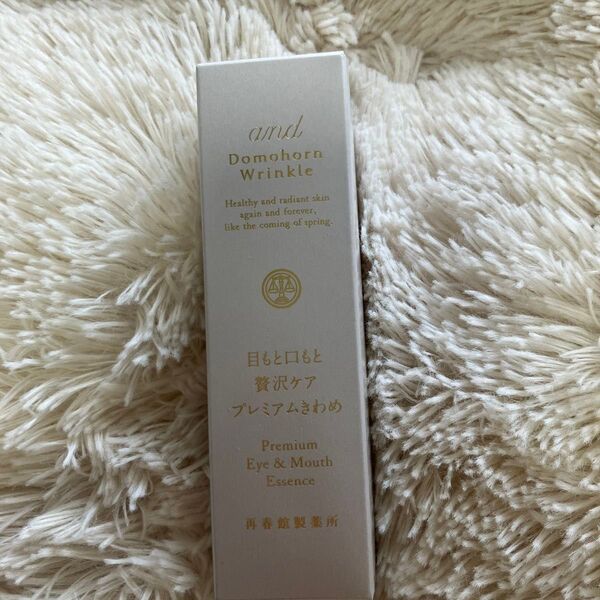 and
Domohorn
Wrinkle
Healthy and radiant skin
again and forever,
like the coming of spring.
目もと口もと
贅沢ケア
プレミアムきわめ
Premium
Eye & Mouth
Essence
再春館製薬所